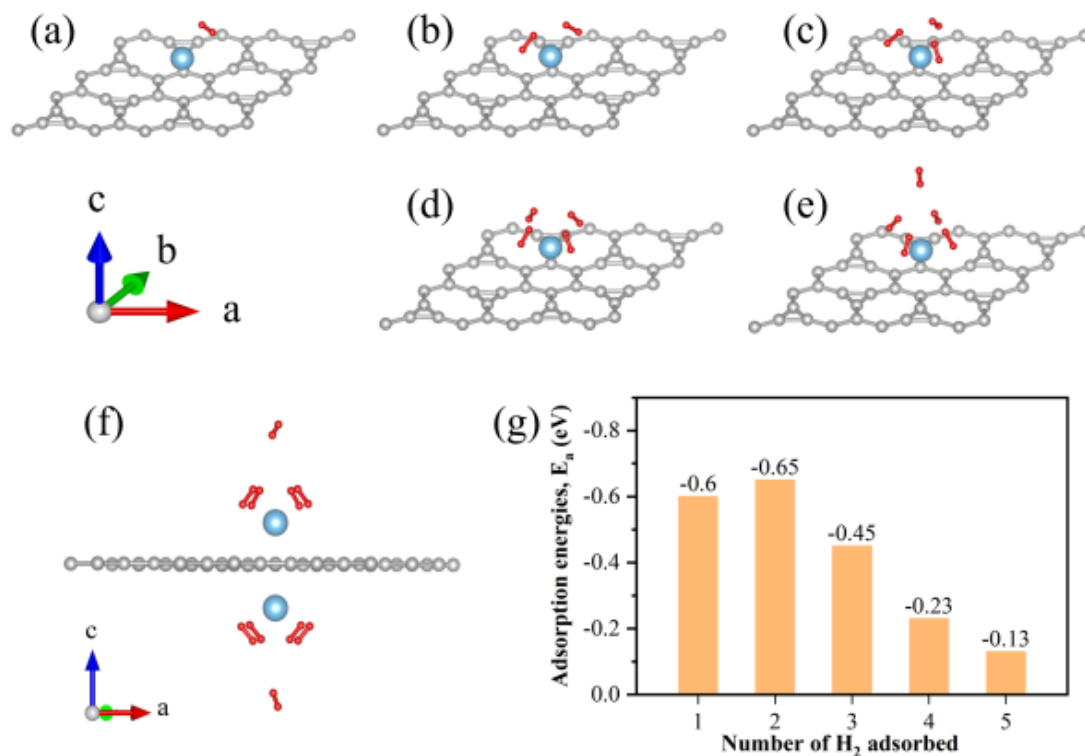 (a)
(b)
(c)
(d)
(e)
c
b
a
(f)
c
a
(g)
Adsorption energies, Eₐ (eV)
-0.8
-0.6
-0.4
-0.2
0.0
-0.6
-0.65
-0.45
-0.23
-0.13
1 2 3 4 5
Number of H₂ adsorbed